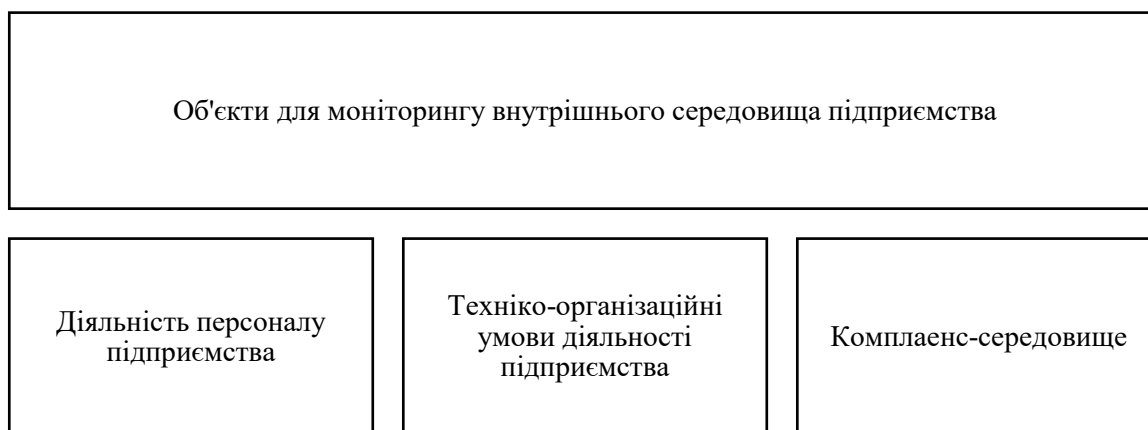 Об'єкти для моніторингу внутрішнього середовища підприємства
Діяльність персоналу
підприємства
Техніко-організаційні
умови діяльності
підприємства
Комплаенс-середовище